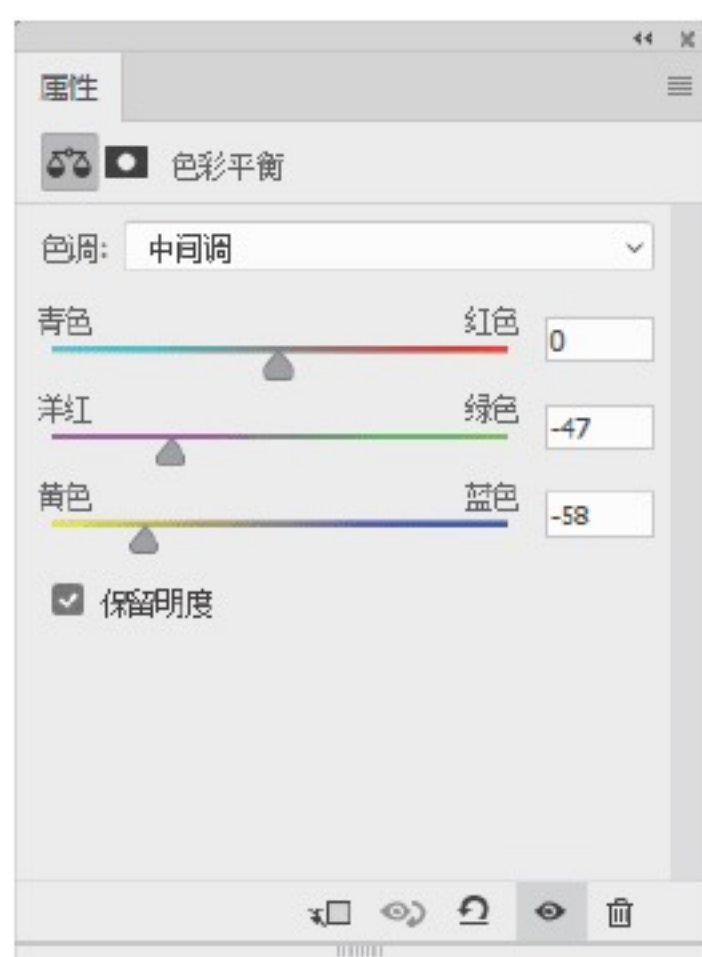 属性
色彩平衡
色调: 中间调
青色 红色 0
洋红 绿色 -47
黄色 蓝色 -58
保留明度